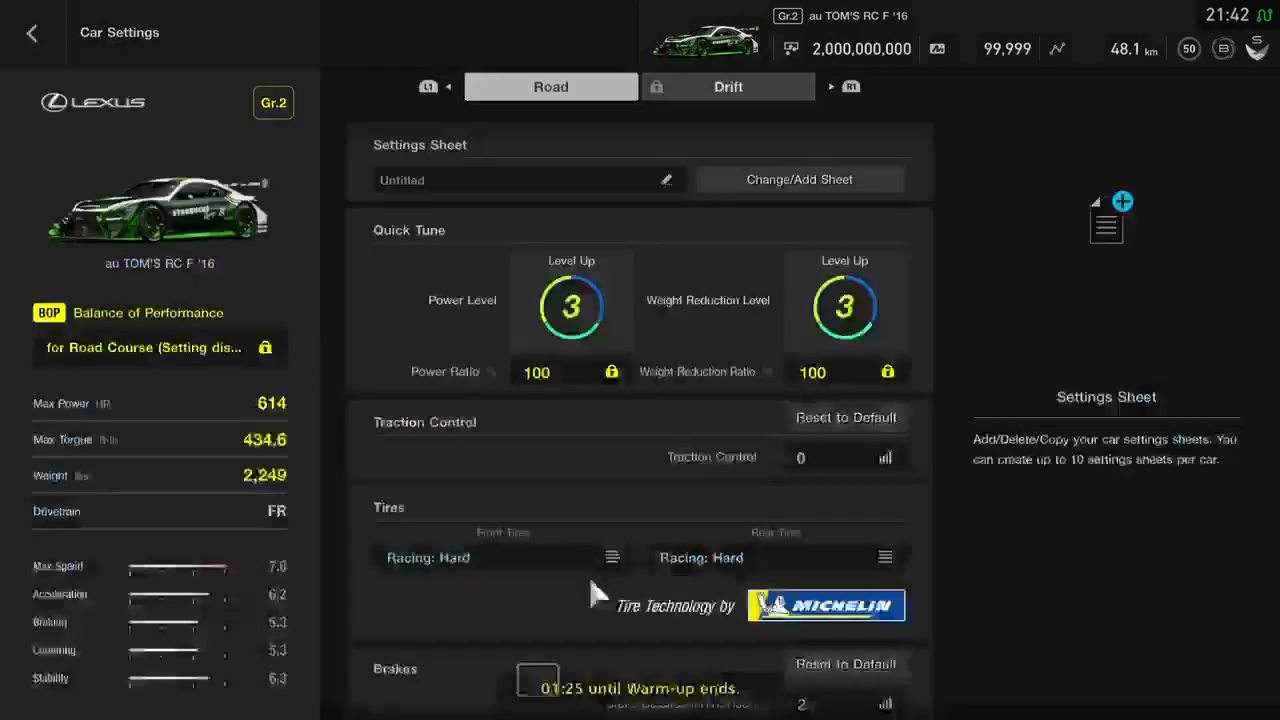 Car Settings
Gr.2 au TOM'S RC F '16
2,000,000,000 99,999 48.1 km 50 B S
21:42
L1 Road Drift R1
LEXUS Gr.2
STARBUCKS
au TOM'S RC F '16
BOP Balance of Performance
for Road Course (Setting dis...
Max Power HP 614
Max Torque 434.6
Weight lbs 2,249
Drivetrain FR
Max Speed 7.0
Acceleration 6.2
Braking 5.3
Cornering 5.3
Stability 6.3
Settings Sheet
Untitled Change/Add Sheet
Quick Tune
Level Up Level Up
Power Level 3 Weight Reduction Level 3
Power Ratio 100 Weight Reduction Ratio 100
Traction Control Reset to Default
Traction Control 0
Tires
Front Tires Rear Tires
Racing: Hard Racing: Hard
Tire Technology by MICHELIN
Brakes Reset to Default
01:25 until Warm-up ends.
2
Settings Sheet
Add/Delete/Copy your car settings sheets. You
can create up to 10 settings sheets per car.